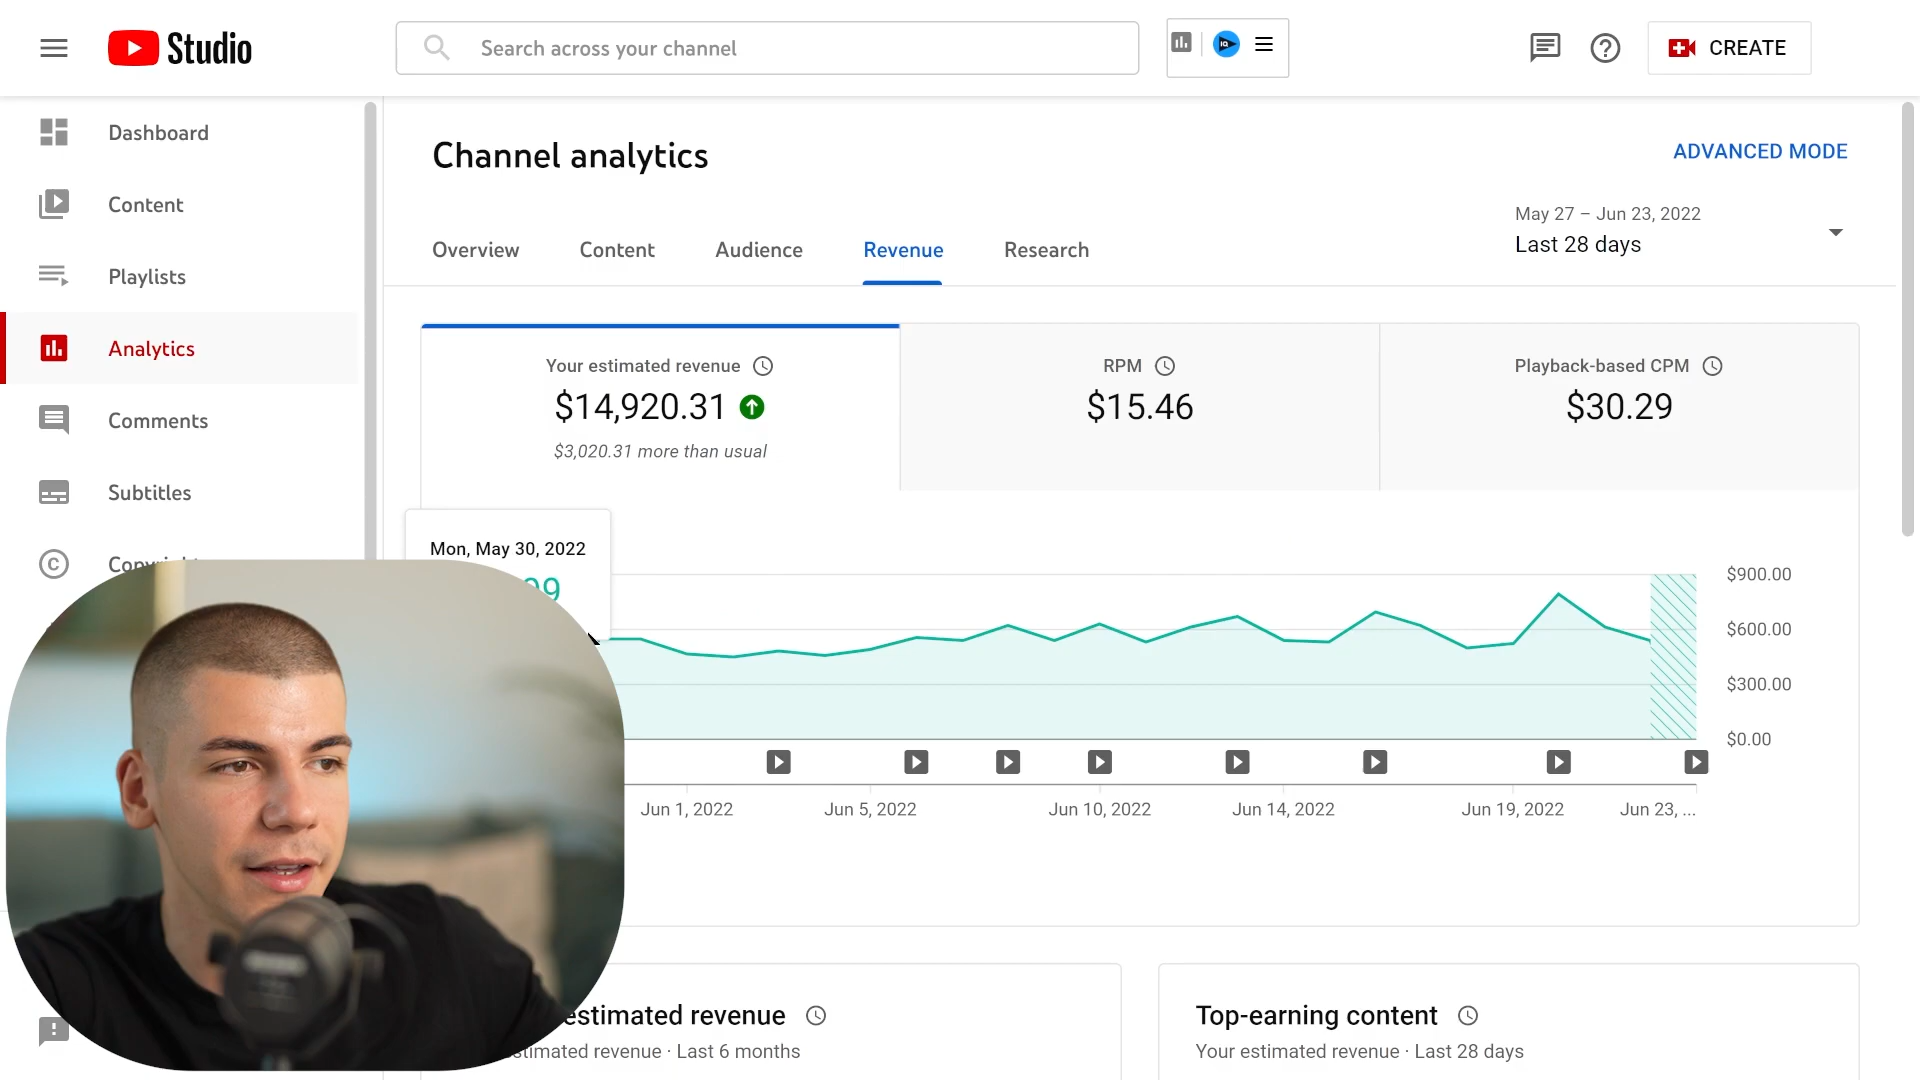 Studio
Search across your channel
IQ
CREATE
Dashboard
Content
Playlists
Analytics
Comments
Subtitles
Channel analytics
ADVANCED MODE
May 27 – Jun 23, 2022
Last 28 days
Overview
Content
Audience
Revenue
Research
Your estimated revenue
$14,920.31
$3,020.31 more than usual
RPM
$15.46
Playback-based CPM
$30.29
Mon, May 30, 2022
$900.00
$600.00
$300.00
$0.00
Jun 1, 2022
Jun 5, 2022
Jun 10, 2022
Jun 14, 2022
Jun 19, 2022
Jun 23, ...
estimated revenue
estimated revenue · Last 6 months
Top-earning content
Your estimated revenue · Last 28 days